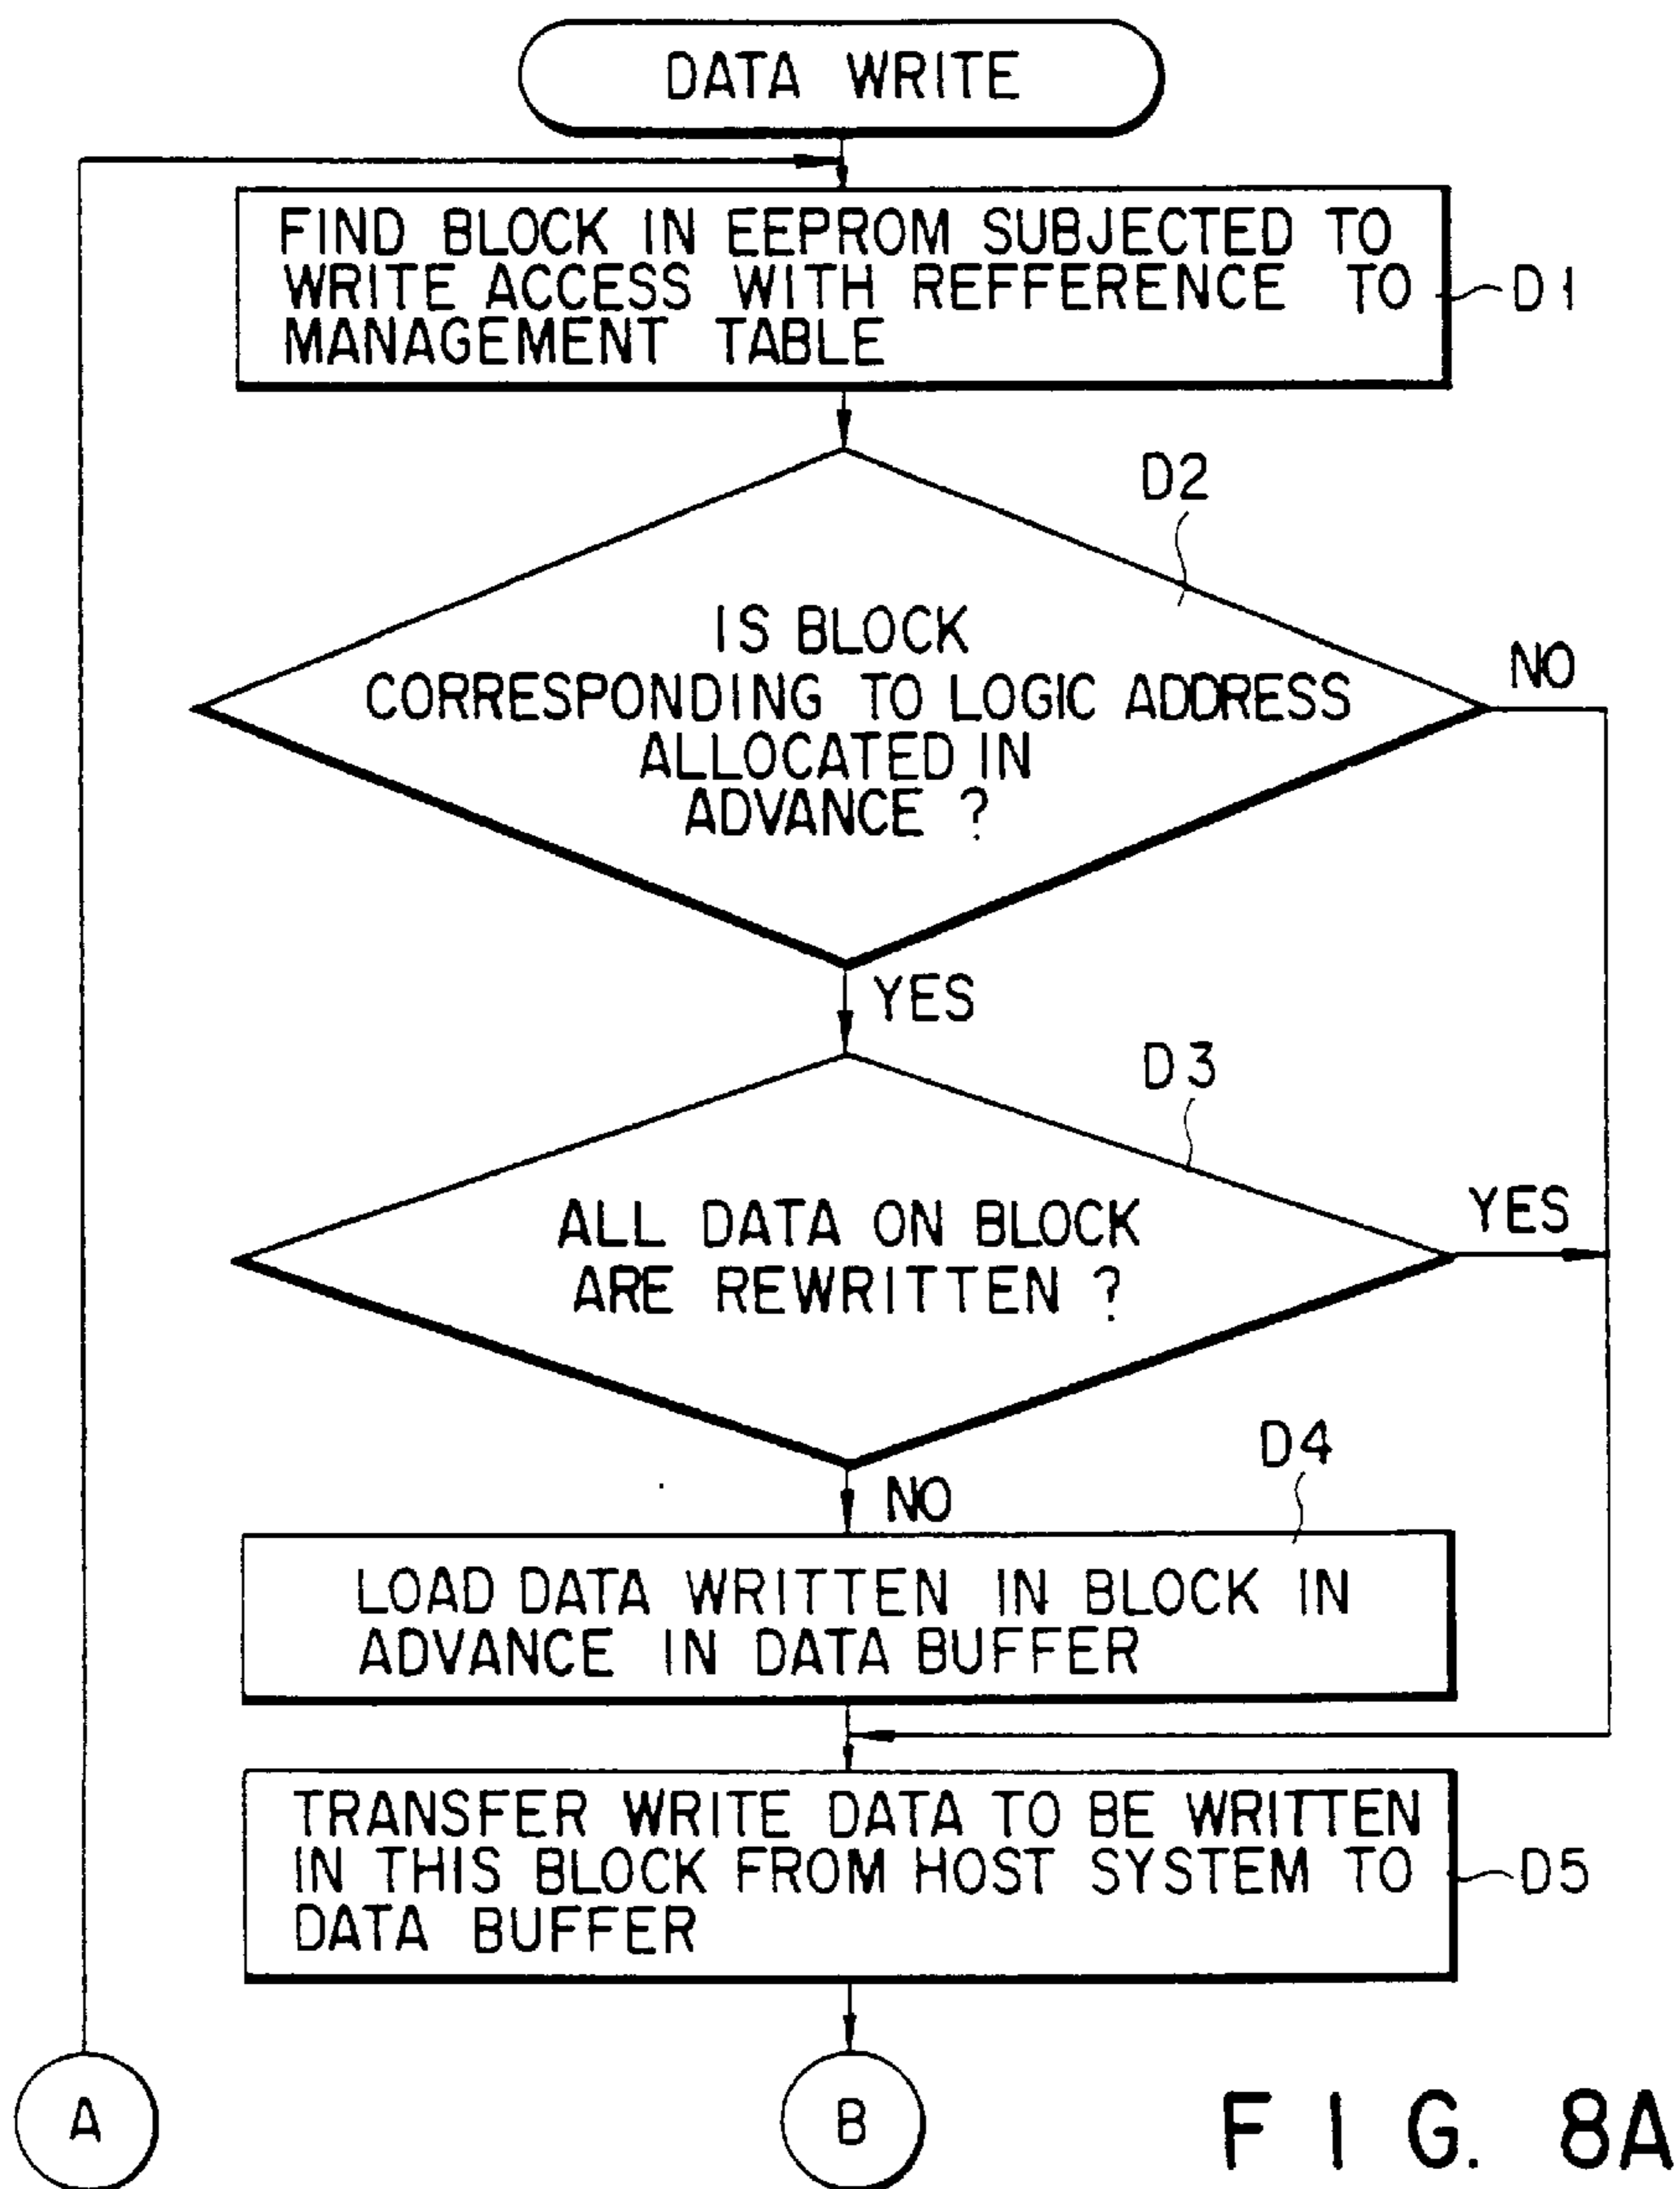 DATA WRITE
FIND BLOCK IN EEPROM SUBJECTED TO
WRITE ACCESS WITH REFFERENCE TO
MANAGEMENT TABLE
D1
D2
IS BLOCK
CORRESPONDING TO LOGIC ADDRESS
ALLOCATED IN
ADVANCE ?
NO
YES
D3
ALL DATA ON BLOCK
ARE REWRITTEN ?
YES
NO
D4
LOAD DATA WRITTEN IN BLOCK IN
ADVANCE IN DATA BUFFER
TRANSFER WRITE DATA TO BE WRITTEN
IN THIS BLOCK FROM HOST SYSTEM TO
DATA BUFFER
D5
A
B
FIG. 8A